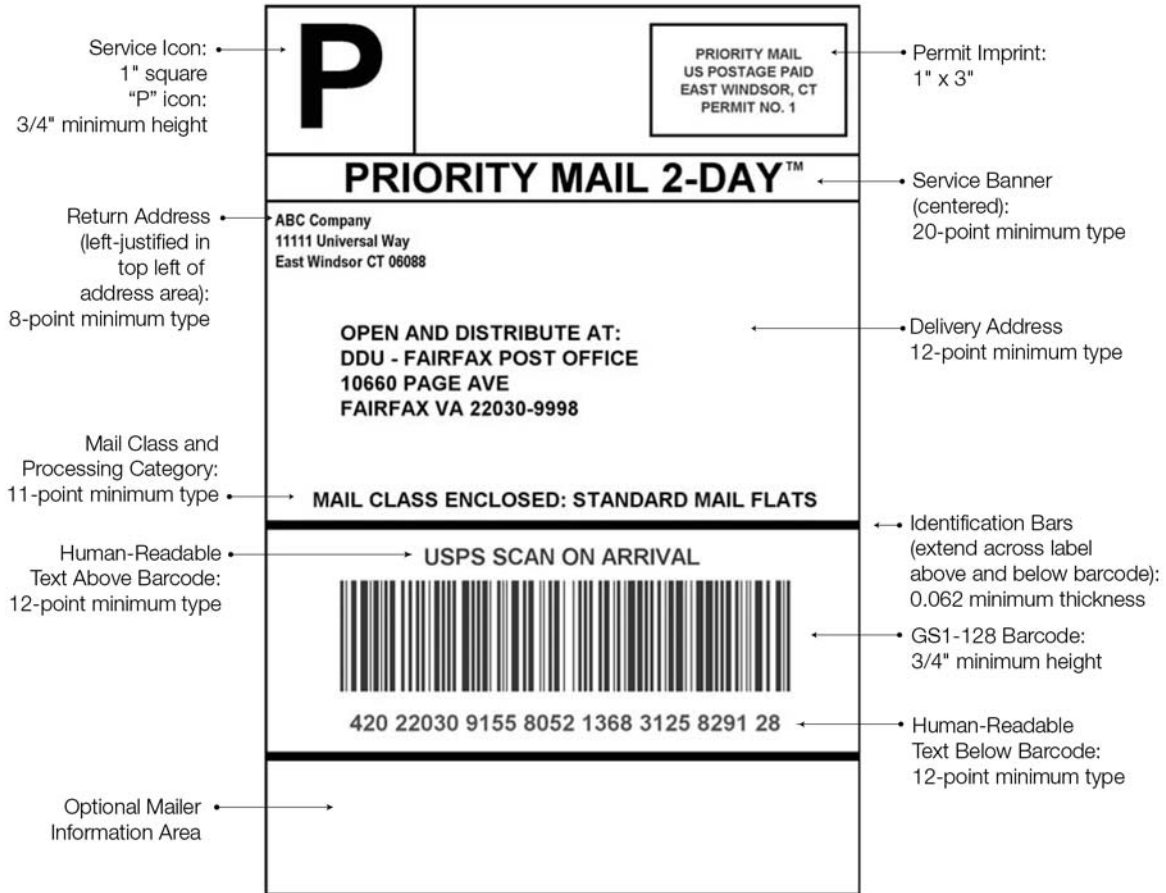 Service Icon:
1" square
“P” icon:
3/4" minimum height
P
PRIORITY MAIL
US POSTAGE PAID
EAST WINDSOR, CT
PERMIT NO. 1
Permit Imprint:
1" x 3"
PRIORITY MAIL 2-DAY™
Service Banner
(centered):
20-point minimum type
Return Address
(left-justified in
top left of
address area):
8-point minimum type
ABC Company
11111 Universal Way
East Windsor CT 06088
OPEN AND DISTRIBUTE AT:
DDU - FAIRFAX POST OFFICE
10660 PAGE AVE
FAIRFAX VA 22030-9998
Delivery Address
12-point minimum type
Mail Class and
Processing Category:
11-point minimum type
MAIL CLASS ENCLOSED: STANDARD MAIL FLATS
Identification Bars
(extend across label
above and below barcode):
0.062 minimum thickness
Human-Readable
Text Above Barcode:
12-point minimum type
USPS SCAN ON ARRIVAL
GS1-128 Barcode:
3/4" minimum height
420 22030 9155 8052 1368 3125 8291 28
Human-Readable
Text Below Barcode:
12-point minimum type
Optional Mailer
Information Area